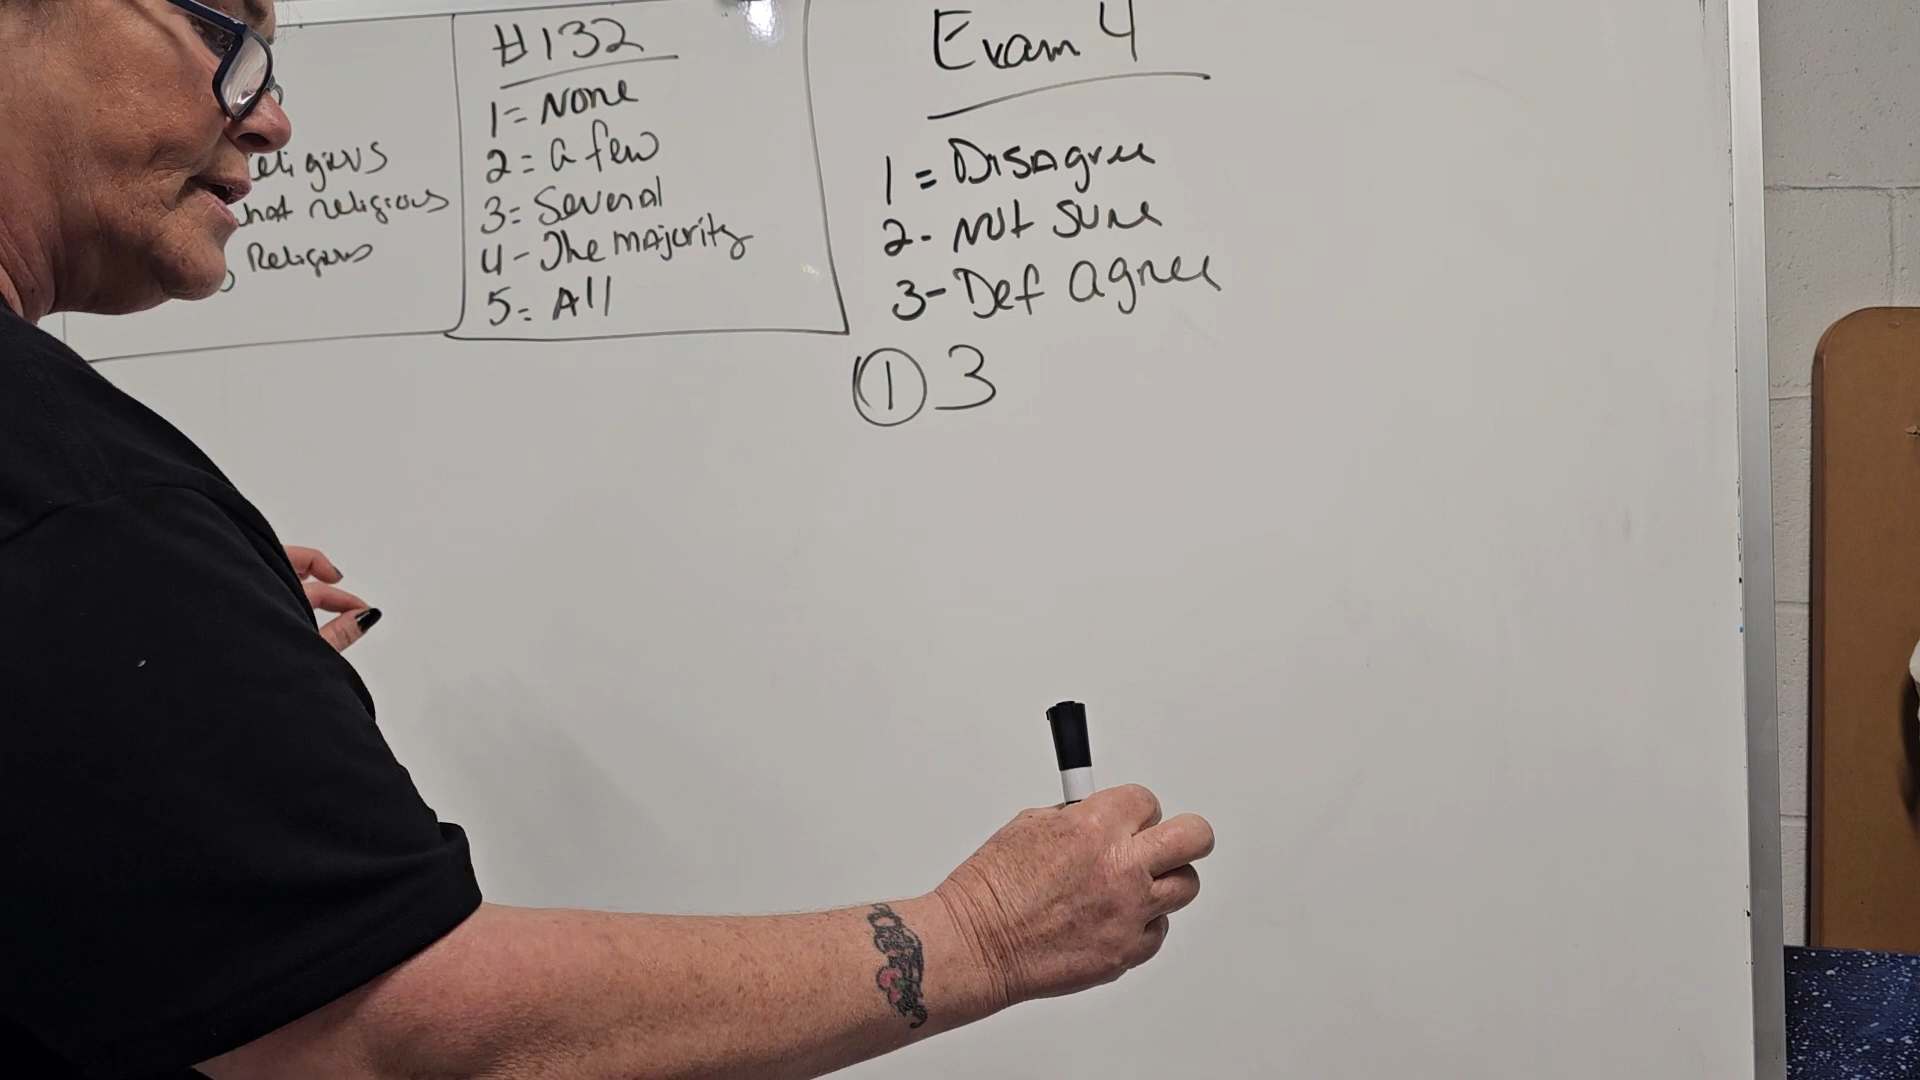 religious
not religious
Religious
#132
1= None
2= a few
3= Several
4- The majority
5= All
Exam 4
1 = Disagree
2- Not sure
3- Def agree
① 3